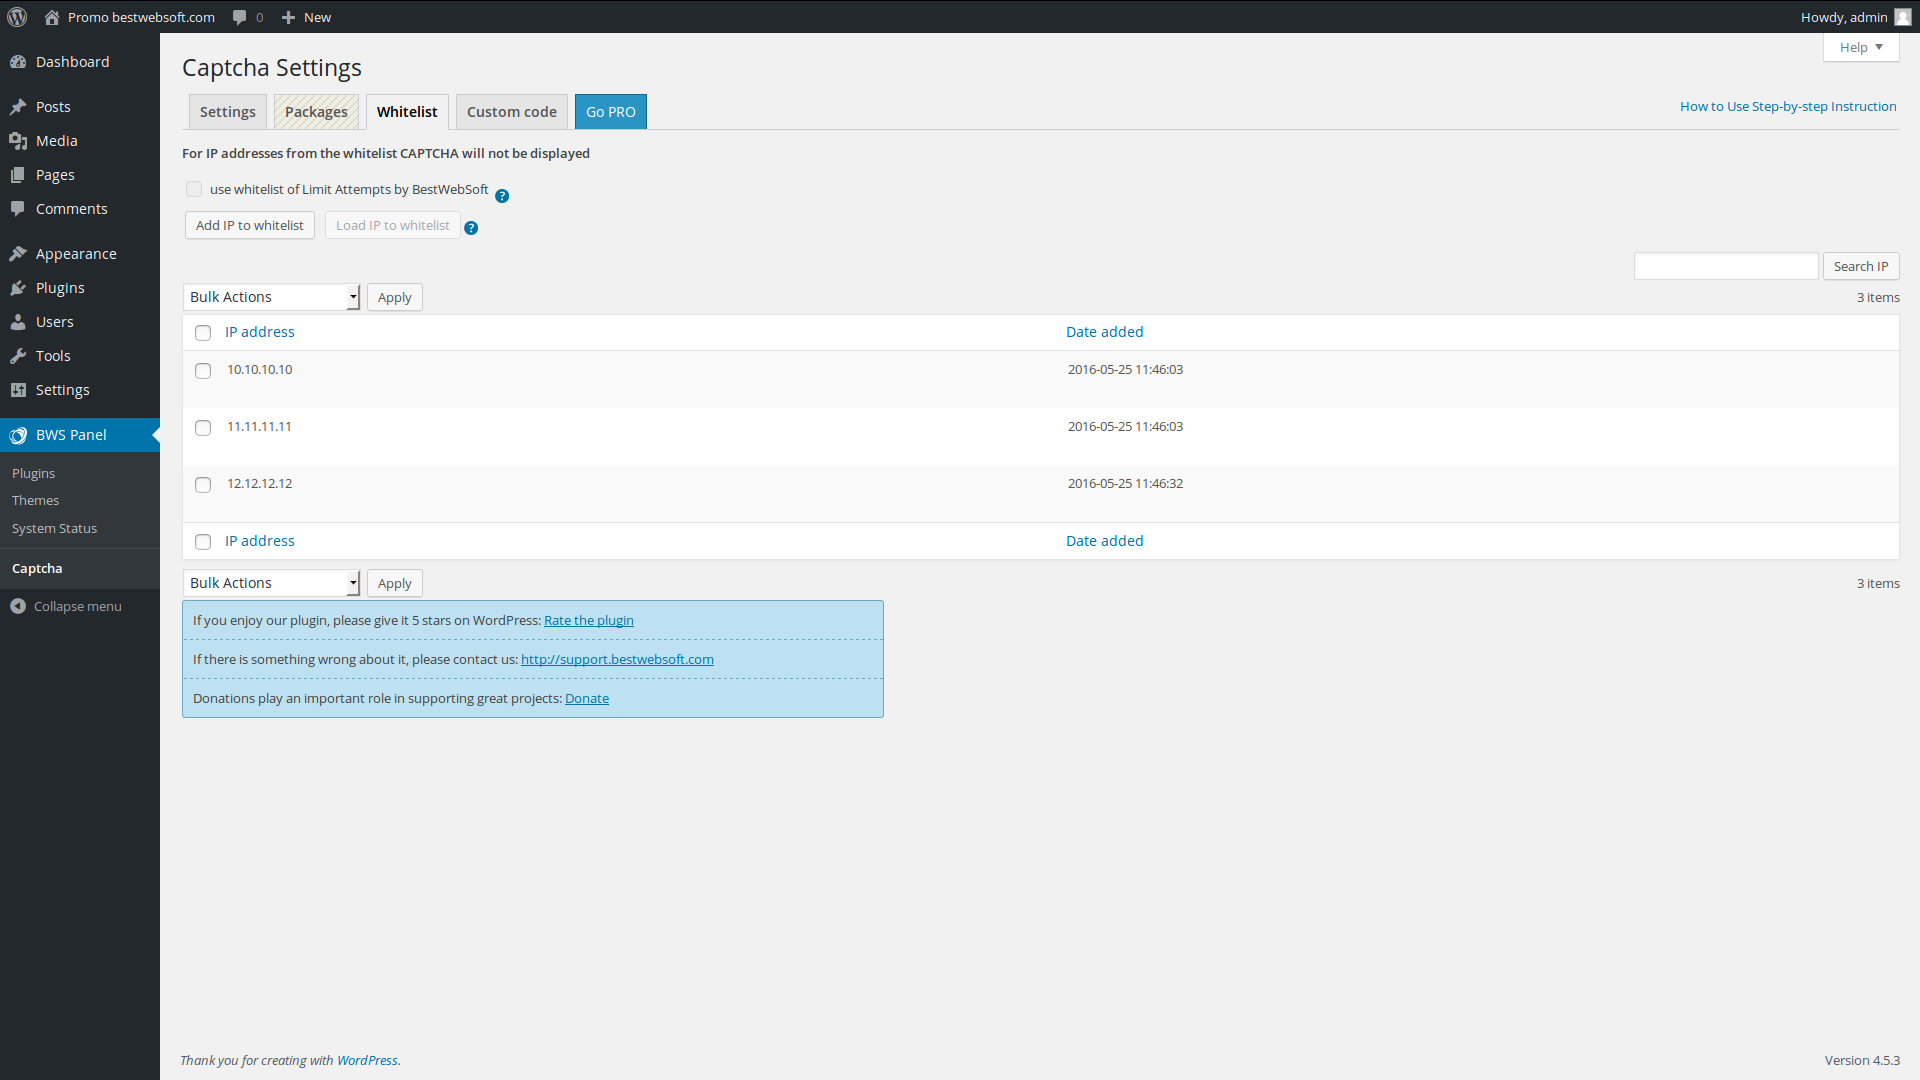 Promo bestwebsoft.com 0 New Howdy, admin
Help
Dashboard
Posts
Media
Pages
Comments
Appearance
Plugins
Users
Tools
Settings
BWS Panel
Plugins
Themes
System Status
Captcha
Collapse menu
Captcha Settings
Settings Packages Whitelist Custom code Go PRO
How to Use Step-by-step Instruction
For IP addresses from the whitelist CAPTCHA will not be displayed
use whitelist of Limit Attempts by BestWebSoft ?
Add IP to whitelist Load IP to whitelist ?
Search IP
Bulk Actions Apply 3 items
IP address Date added
10.10.10.10 2016-05-25 11:46:03
11.11.11.11 2016-05-25 11:46:03
12.12.12.12 2016-05-25 11:46:32
IP address Date added
Bulk Actions Apply 3 items
If you enjoy our plugin, please give it 5 stars on WordPress: Rate the plugin
If there is something wrong about it, please contact us: http://support.bestwebsoft.com
Donations play an important role in supporting great projects: Donate
Thank you for creating with WordPress. Version 4.5.3